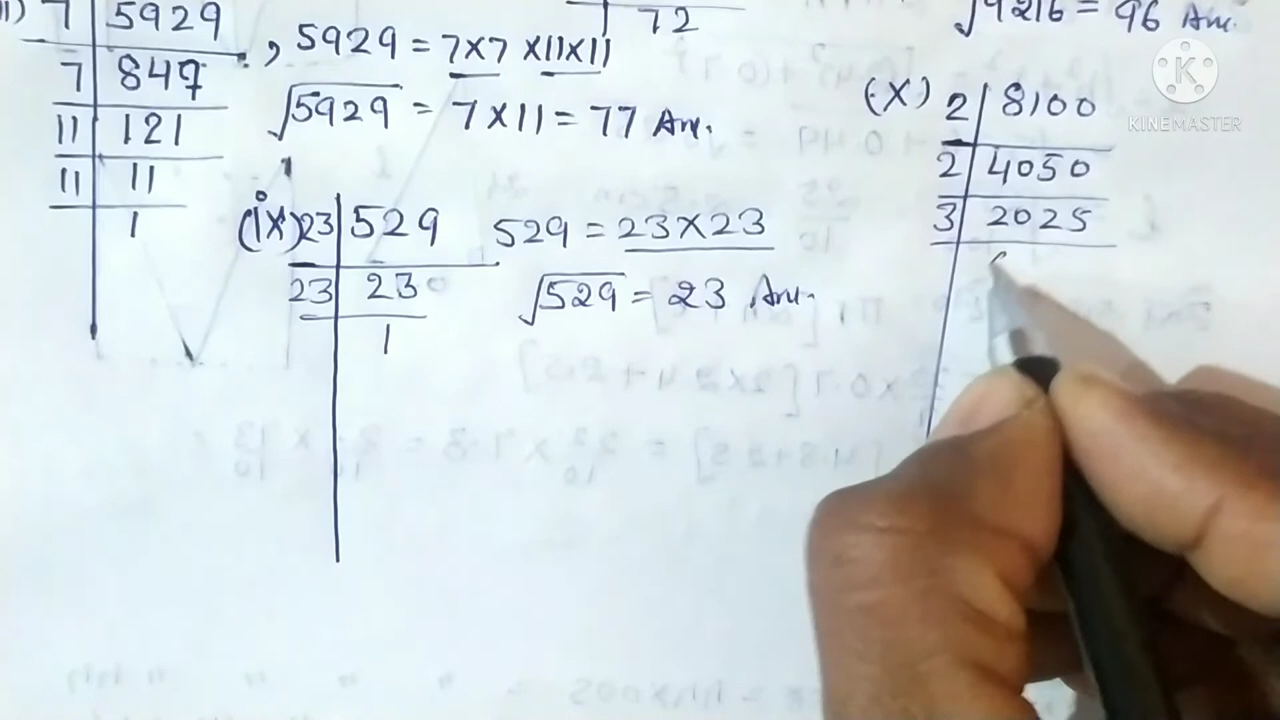 7 | 5929
7 | 847
11 | 121
11 | 11
1
, 5929 = 7×7 ×11×11
√5929 = 7×11 = 77 Ans.
72
(ix) 23 | 529
23 | 23
1
529 = 23×23
√529 = 23 Ans.
√9216 = 96 Ans.
(x) 2 | 8100
2 | 4050
3 | 2025
KINEMASTER